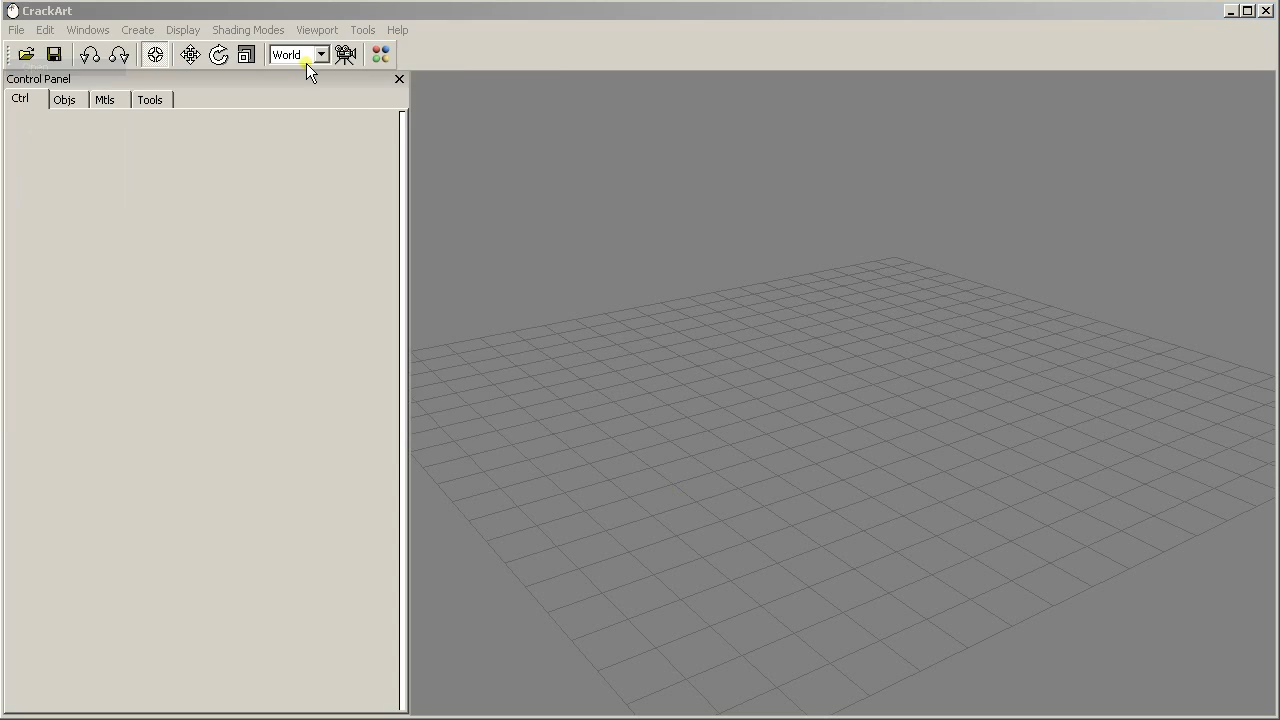 CrackArt
File Edit Windows Create Display Shading Modes Viewport Tools Help
World
Control Panel
Ctrl Objs Mtls Tools